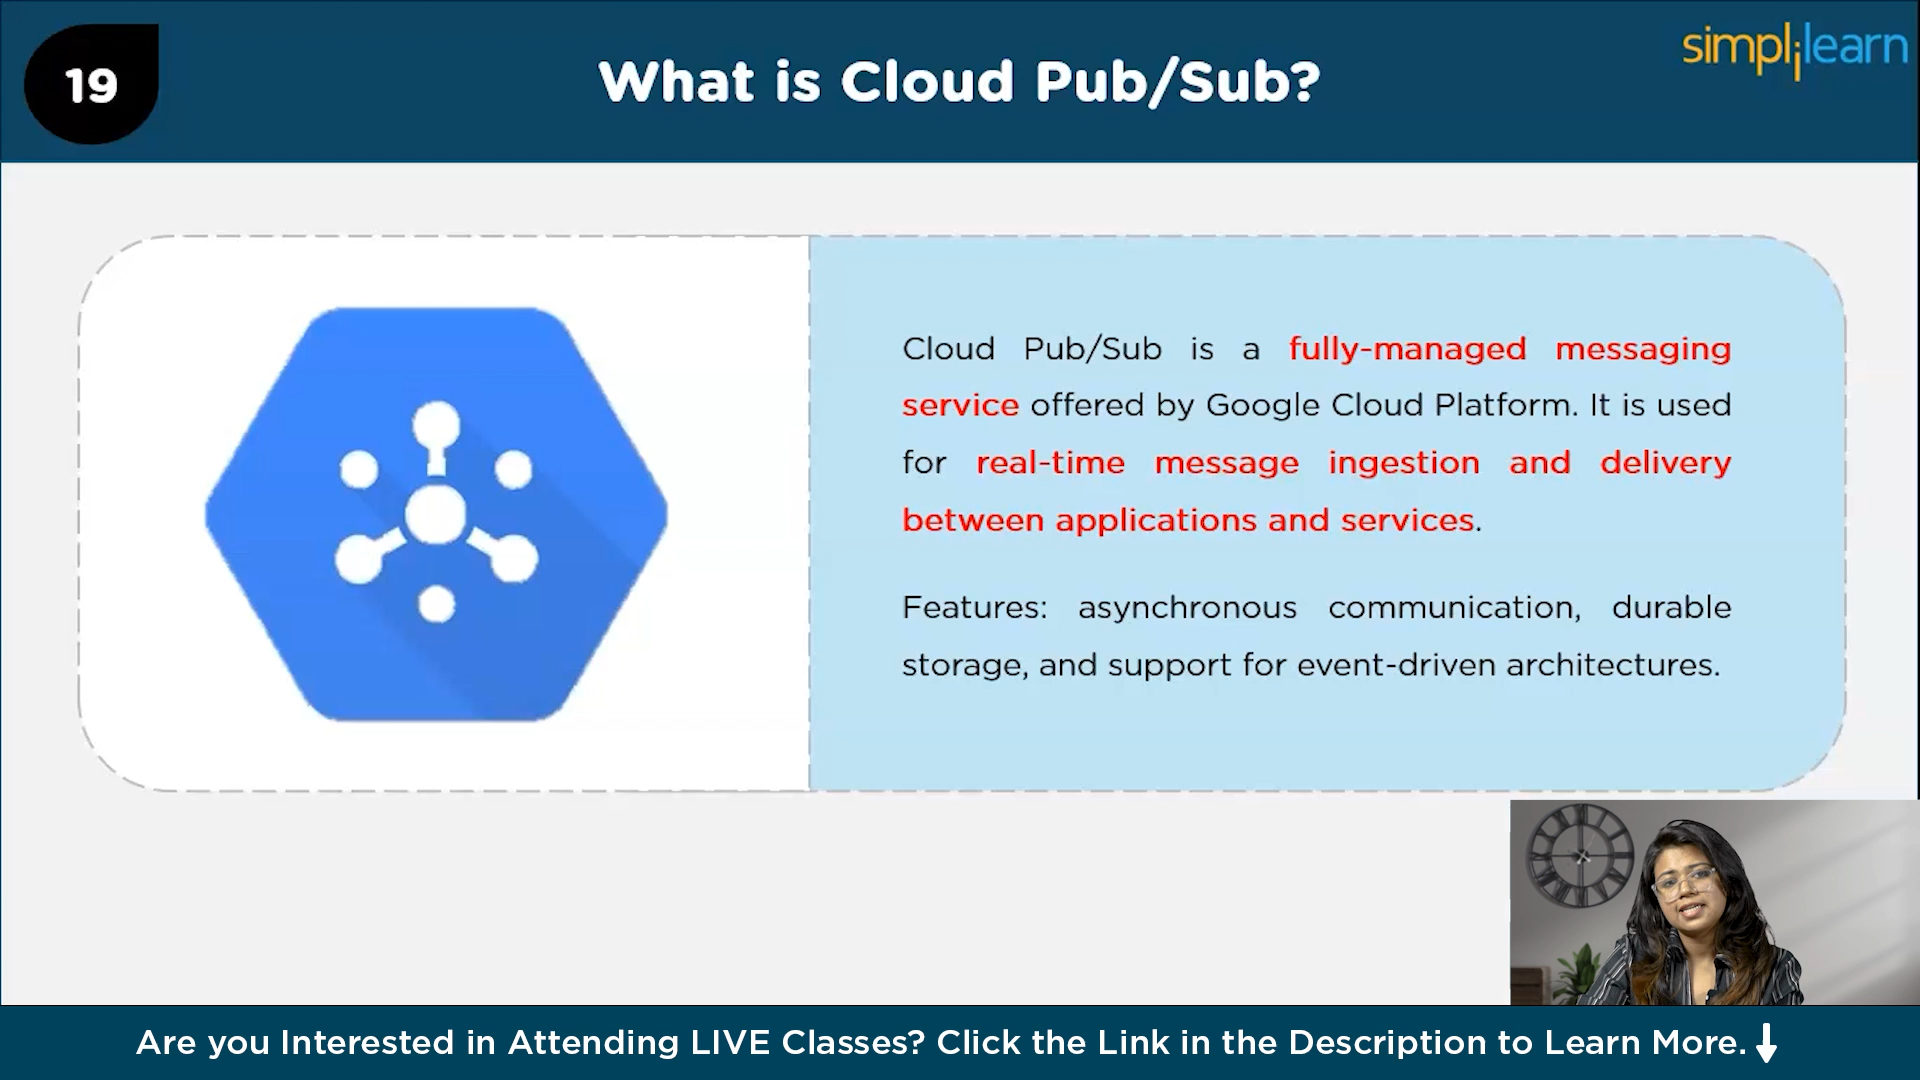 19
What is Cloud Pub/Sub?
simplilearn
Cloud Pub/Sub is a fully-managed messaging
service offered by Google Cloud Platform. It is used
for real-time message ingestion and delivery
between applications and services.
Features: asynchronous communication, durable
storage, and support for event-driven architectures.
Are you Interested in Attending LIVE Classes? Click the Link in the Description to Learn More.